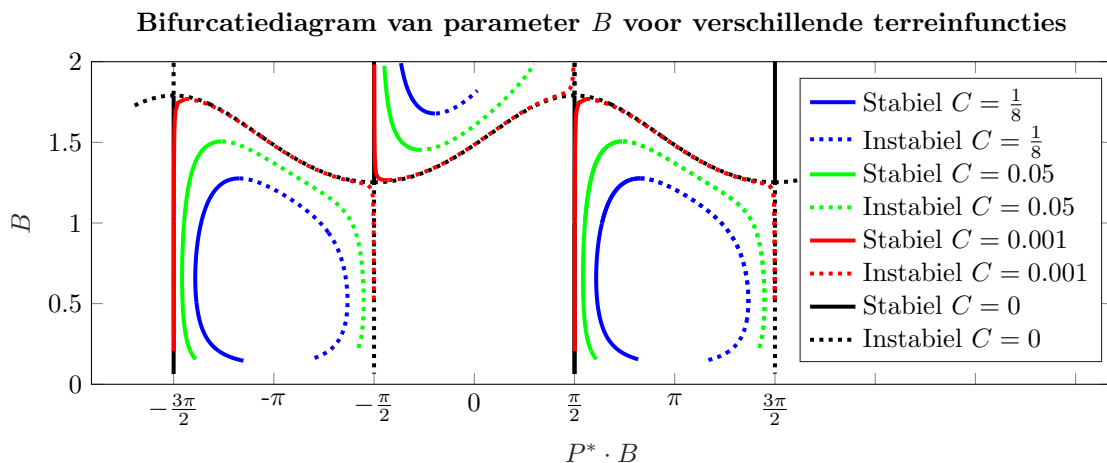 Bifurcatiediagram van parameter B voor verschillende terreinfuncties
2
1.5
1
0.5
0
B
−3π/2
-π
−π/2
0
π/2
π
3π/2
P* · B
Stabiel C = 1/8
Instabiel C = 1/8
Stabiel C = 0.05
Instabiel C = 0.05
Stabiel C = 0.001
Instabiel C = 0.001
Stabiel C = 0
Instabiel C = 0